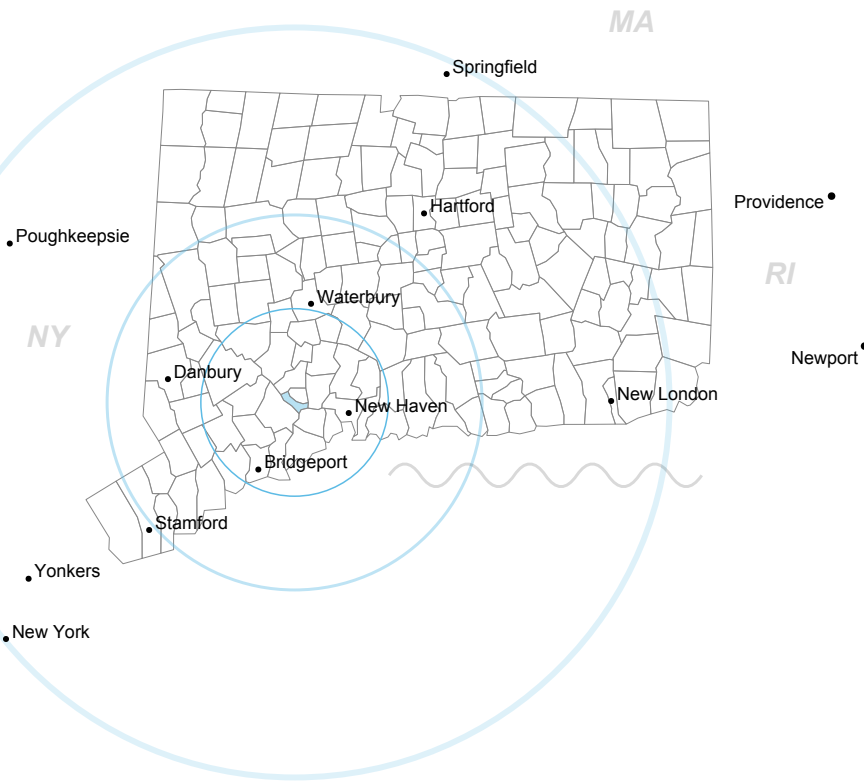 MA
Springfield
Providence
Hartford
Poughkeepsie
RI
Waterbury
NY
Newport
Danbury
New London
New Haven
Bridgeport
Stamford
Yonkers
New York